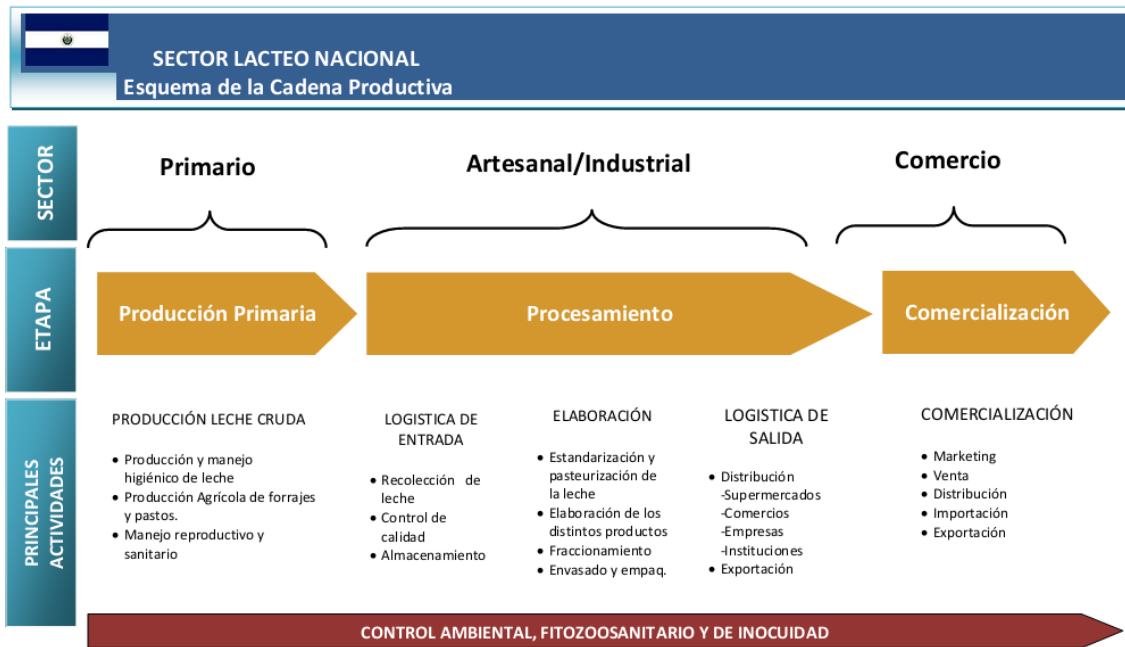 SECTOR LACTEO NACIONAL
Esquema de la Cadena Productiva
SECTOR
Primario
Artesanal/Industrial
Comercio
ETAPA
Producción Primaria
Procesamiento
Comercialización
PRINCIPALES
ACTIVIDADES
PRODUCCIÓN LECHE CRUDA
• Producción y manejo
higiénico de leche
• Producción Agrícola de forrajes
y pastos.
• Manejo reproductivo y
sanitario
LOGISTICA DE
ENTRADA
• Recolección de
leche
• Control de
calidad
• Almacenamiento
ELABORACIÓN
• Estandarización y
pasteurización de
la leche
• Elaboración de los
distintos productos
• Fraccionamiento
• Envasado y empaq.
LOGISTICA DE
SALIDA
• Distribución
-Supermercados
-Comercios
-Empresas
-Instituciones
• Exportación
COMERCIALIZACIÓN
• Marketing
• Venta
• Distribución
• Importación
• Exportación
CONTROL AMBIENTAL, FITOZOOSANITARIO Y DE INOCUIDAD